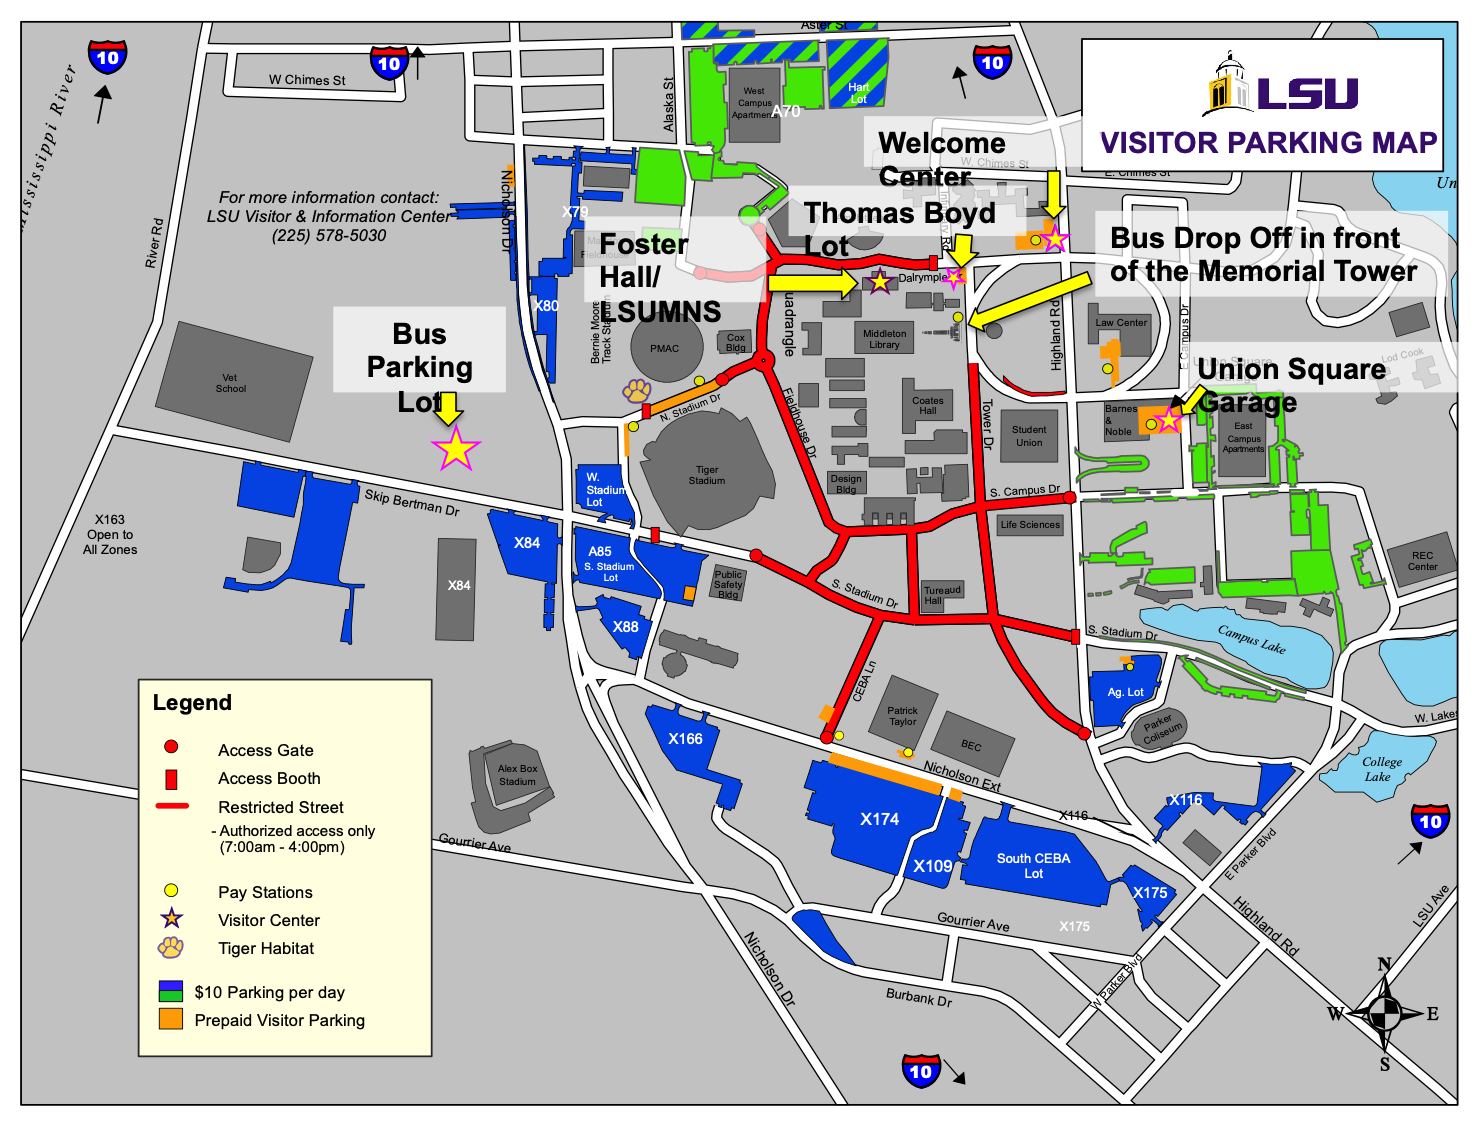 Aster St
10
10
10
LSU
VISITOR PARKING MAP
W Chimes St
Mississippi River
Alaska St
West
Campus
Apartments
A70
Hart
Lot
Welcome
Center
W. Chimes St
E. Chimes St
Un
For more information contact:
LSU Visitor & Information Center
(225) 578-5030
River Rd
Nicholson Dr
X79
Thomas Boyd
Lot
Foster
Hall/
LSUMNS
Bus Drop Off in front
of the Memorial Tower
Dalrymple
X80
Bernie Moore
Track Stadium
PMAC
Cox
Bldg
Middleton
Library
Highland Rd
Law Center
E Campus Dr
Bus
Parking
Lot
Vet
School
Union Square
Union Square
Garage
Lod Cook
N. Stadium Dr
Fieldhouse Dr
Coates
Hall
Tower Dr
Student
Union
Barnes
&
Noble
East
Campus
Apartments
Tiger
Stadium
W.
Stadium
Lot
Design
Bldg
S. Campus Dr
Life Sciences
Skip Bertman Dr
X163
Open to
All Zones
X84
X84
A85
S. Stadium
Lot
Public
Safety
Bldg
S. Stadium Dr
Tureaud
Hall
REC
Center
X88
S. Stadium Dr
Campus Lake
CEBA Ln
Ag. Lot
Parker
Coliseum
W. Lakes
Patrick
Taylor
BEC
X166
Nicholson Ext
College
Lake
Alex Box
Stadium
X174
X116
X116
10
Gourrier Ave
X109
South CEBA
Lot
X175
X175
E Parker Blvd
LSU Ave
Highland Rd
Gourrier Ave
Nicholson Dr
Burbank Dr
W Parker Blvd
10
N
W
E
S
Legend
Access Gate
Access Booth
Restricted Street
- Authorized access only
(7:00am - 4:00pm)
Pay Stations
Visitor Center
Tiger Habitat
$10 Parking per day
Prepaid Visitor Parking